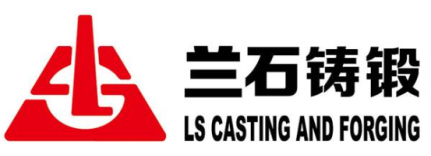 兰石铸锻
LS CASTING AND FORGING